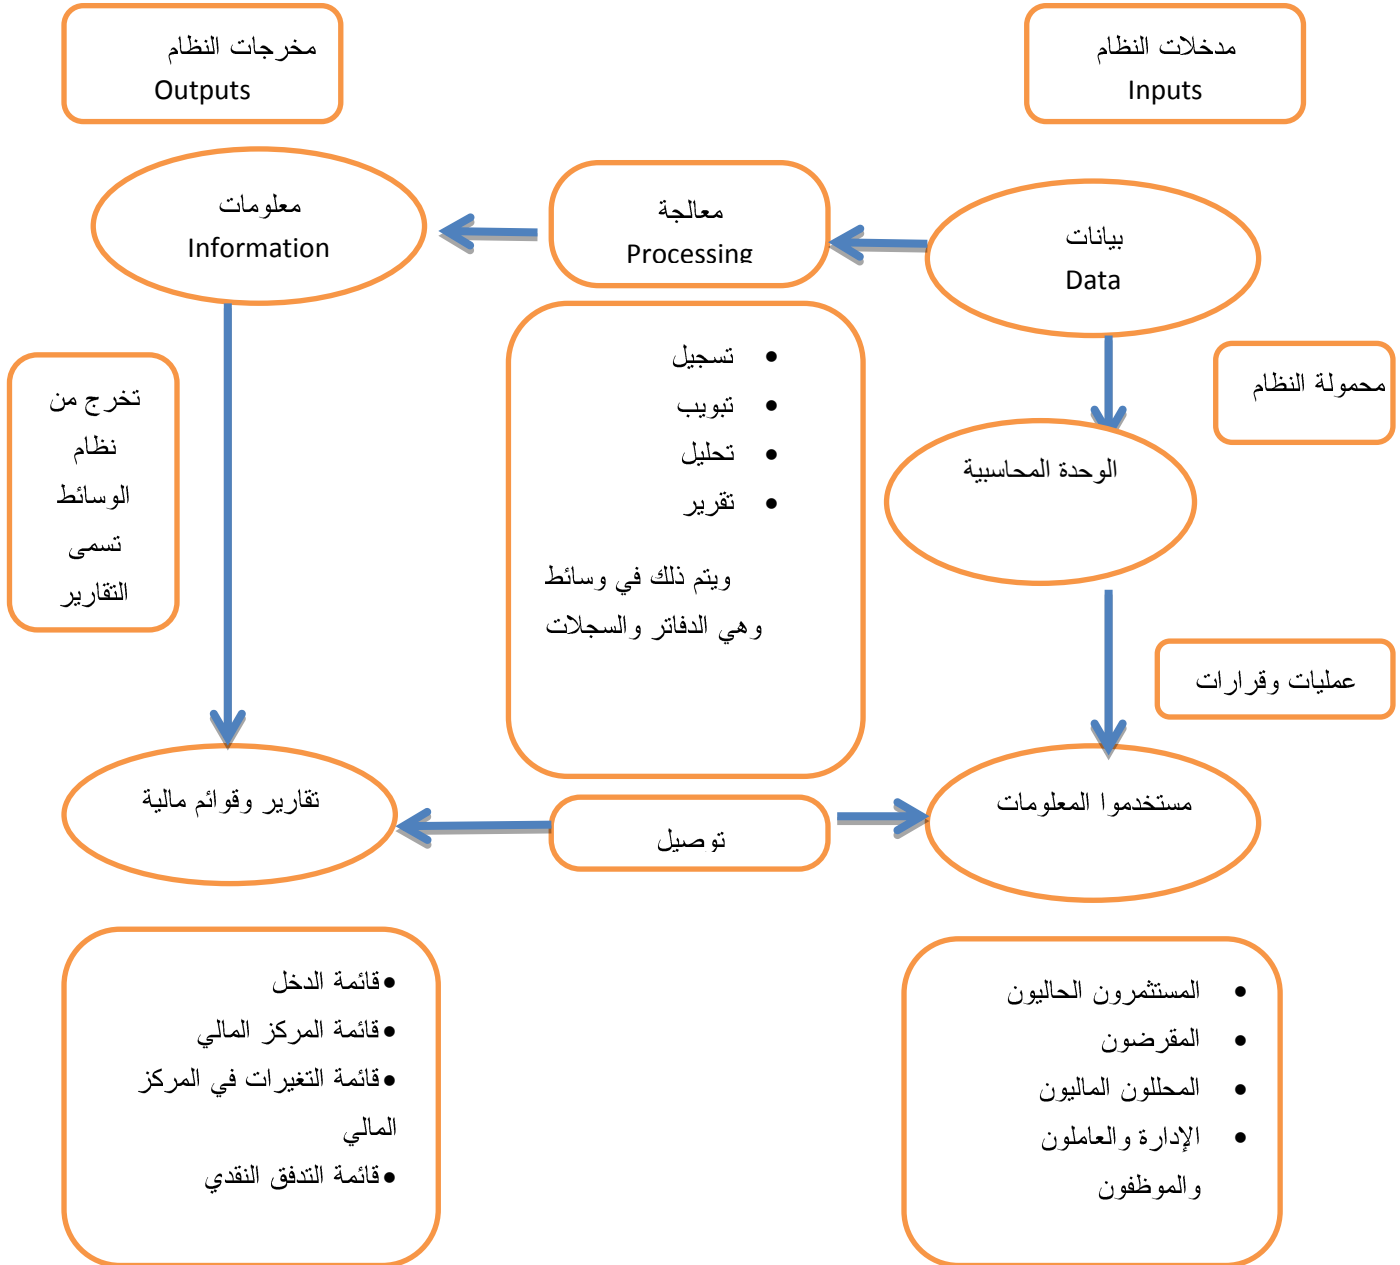 مدخلات النظام
Inputs
مخرجات النظام
Outputs
بيانات
Data
معالجة
Processing
معلومات
Information
محمولة النظام
الوحدة المحاسبية
• تسجيل
• تبويب
• تحليل
• تقرير
ويتم ذلك في وسائط
وهي الدفاتر والسجلات
تخرج من
نظام
الوسائط
تسمى
التقارير
عمليات وقرارات
مستخدموا المعلومات
توصيل
تقارير وقوائم مالية
• المستثمرون الحاليون
• المقرضون
• المحللون الماليون
• الإدارة والعاملون
والموظفون
• قائمة الدخل
• قائمة المركز المالي
• قائمة التغيرات في المركز
المالي
• قائمة التدفق النقدي